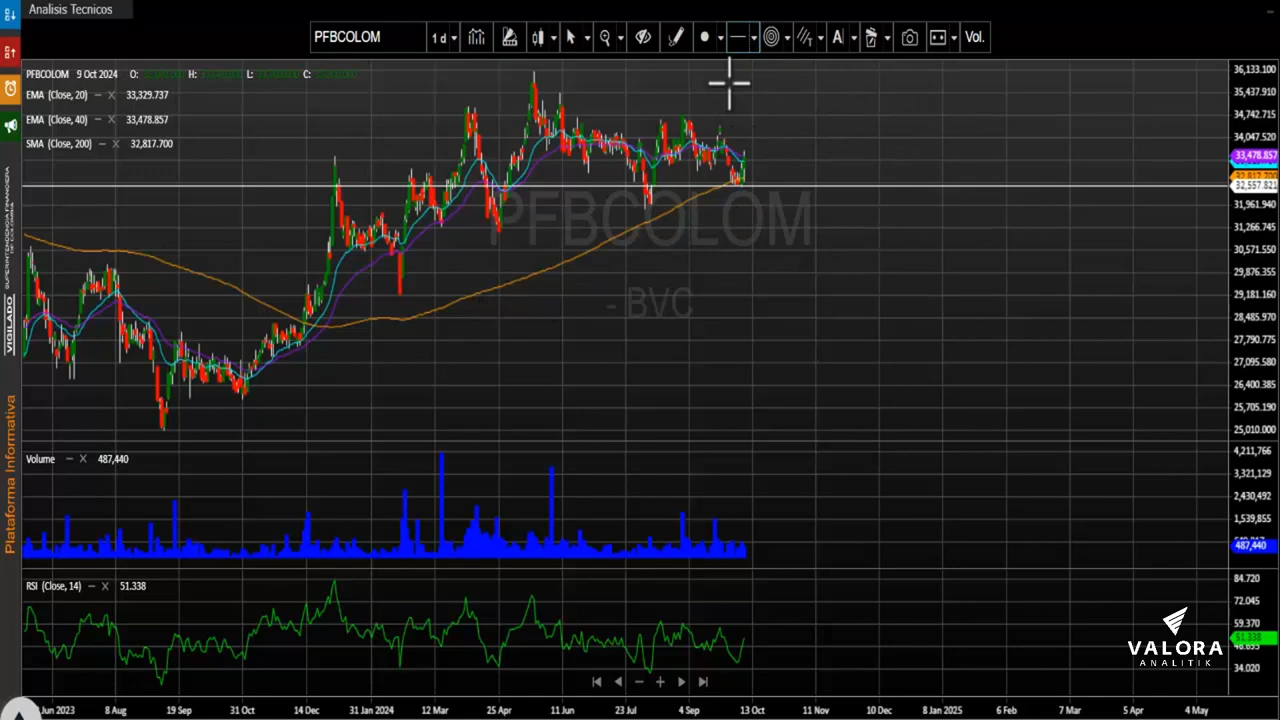 Analisis Tecnicos
PFBCOLOM 1 d A T Vol.
PFBCOLOM 9 Oct 2024 O: H: L: C:
EMA (Close, 20) − X 33,329.737
EMA (Close, 40) − X 33,478.857
SMA (Close, 200) − X 32,817.700
36,133.100
35,437.910
34,742.715
34,047.520
33,478.857
32,817.700
32,557.821
31,961.940
31,266.745
30,571.550
29,876.355
29,181.160
28,485.970
27,790.775
27,095.580
26,400.385
25,705.190
25,010.000
PFBCOLOM
- BVC
Volume − X 487,440
4,211,766
3,321,129
2,430,492
1,539,855
487,440
RSI (Close, 14) − X 51.338
84.720
72.045
59.370
51.338
34.020
VALORA
ANALITIK
Jun 2023 8 Aug 19 Sep 31 Oct 14 Dec 31 Jan 2024 12 Mar 25 Apr 11 Jun 23 Jul 4 Sep 13 Oct 11 Nov 10 Dec 8 Jan 2025 6 Feb 7 Mar 5 Apr 4 May
VIGILADO SUPERINTENDENCIA FINANCIERA
DE COLOMBIA
Plataforma Informativa